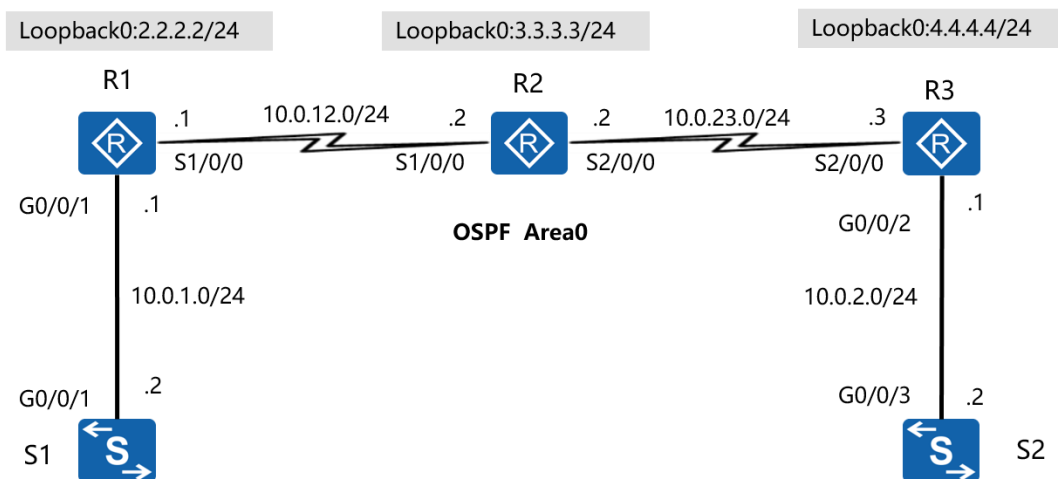 Loopback0:2.2.2.2/24
Loopback0:3.3.3.3/24
Loopback0:4.4.4.4/24
R1
R2
R3
.1
10.0.12.0/24
.2
.2
10.0.23.0/24
.3
R
R
R
S1/0/0
S1/0/0
S2/0/0
S2/0/0
G0/0/1
.1
OSPF Area0
G0/0/2
.1
10.0.1.0/24
10.0.2.0/24
G0/0/1
.2
G0/0/3
.2
S1
S
S
S2